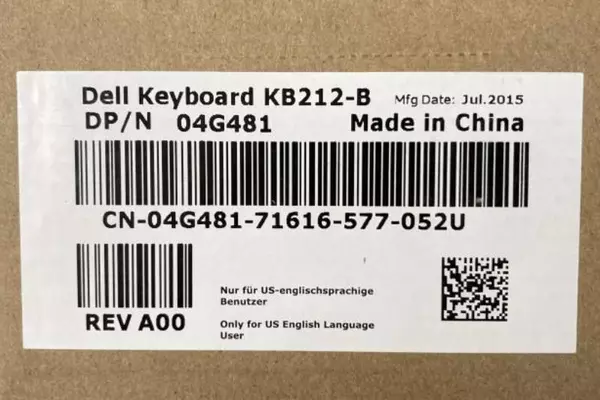 Dell Keyboard KB212-B Mfg Date: Jul.2015
DP/N 04G481 Made in China
CN-04G481-71616-577-052U
Nur für US-englischsprachige
Benutzer
REV A00
Only for US English Language
User